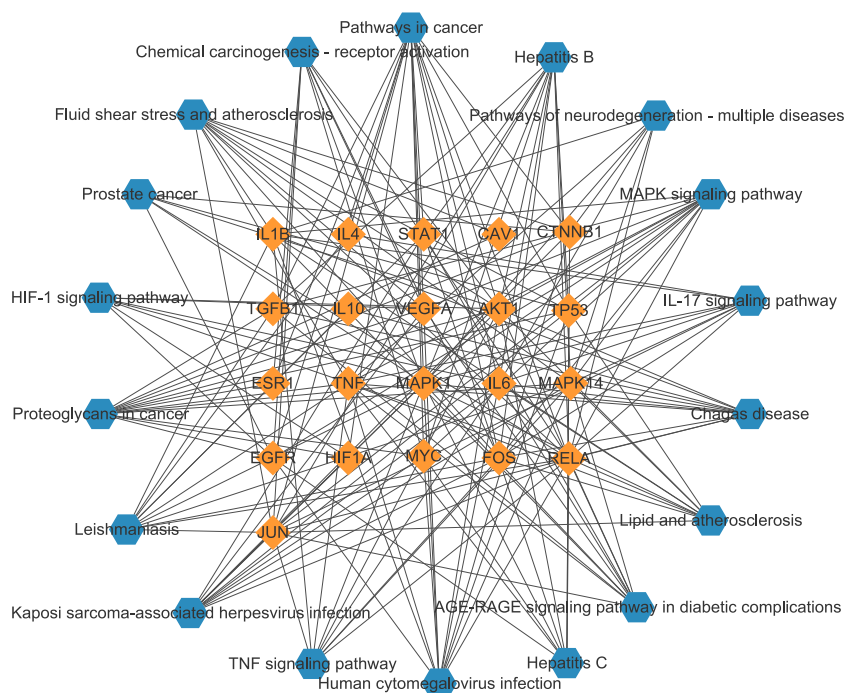 Pathways in cancer
Chemical carcinogenesis - receptor activation
Hepatitis B
Fluid shear stress and atherosclerosis
Pathways of neurodegeneration - multiple diseases
Prostate cancer
MAPK signaling pathway
IL1B IL4 STAT1 CAV1 CTNNB1
HIF-1 signaling pathway
IL-17 signaling pathway
TGFB1 IL10 VEGFA AKT1 TP53
ESR1 TNF MAPK1 IL6 MAPK14
Proteoglycans in cancer
Chagas disease
EGFR HIF1A MYC FOS RELA
Leishmaniasis
JUN
Lipid and atherosclerosis
Kaposi sarcoma-associated herpesvirus infection
AGE-RAGE signaling pathway in diabetic complications
TNF signaling pathway
Hepatitis C
Human cytomegalovirus infection